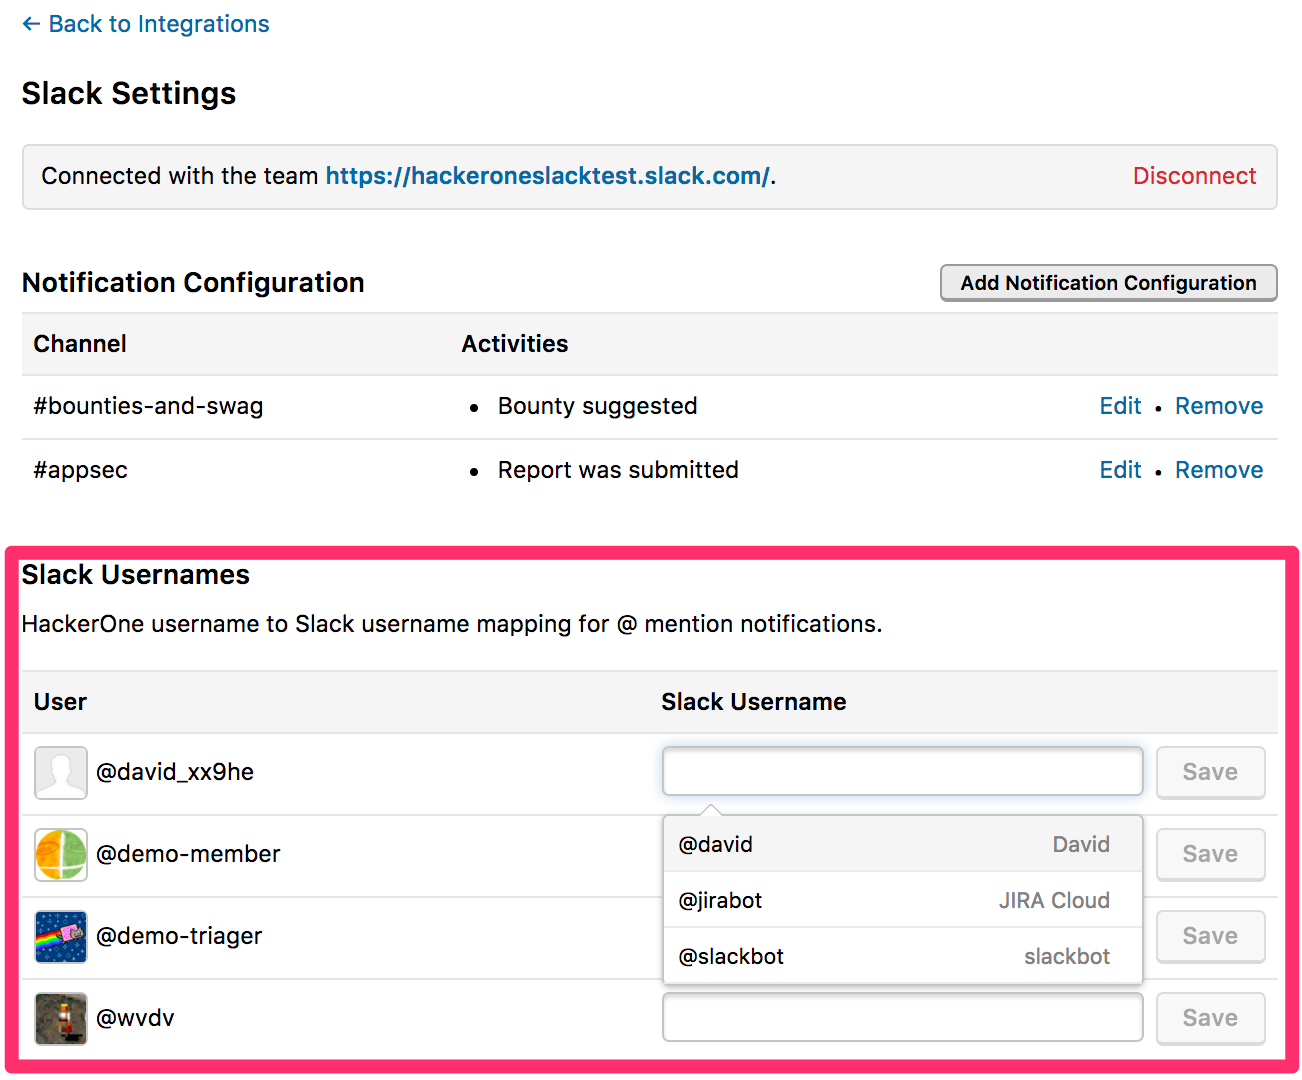 ← Back to Integrations
Slack Settings
Connected with the team https://hackeroneslacktest.slack.com/. Disconnect
Notification Configuration Add Notification Configuration
Channel Activities
#bounties-and-swag • Bounty suggested Edit • Remove
#appsec • Report was submitted Edit • Remove
Slack Usernames
HackerOne username to Slack username mapping for @ mention notifications.
User Slack Username
@david_xx9he Save
@david David
@demo-member Save
@jirabot JIRA Cloud
@demo-triager Save
@slackbot slackbot
@wvdv Save